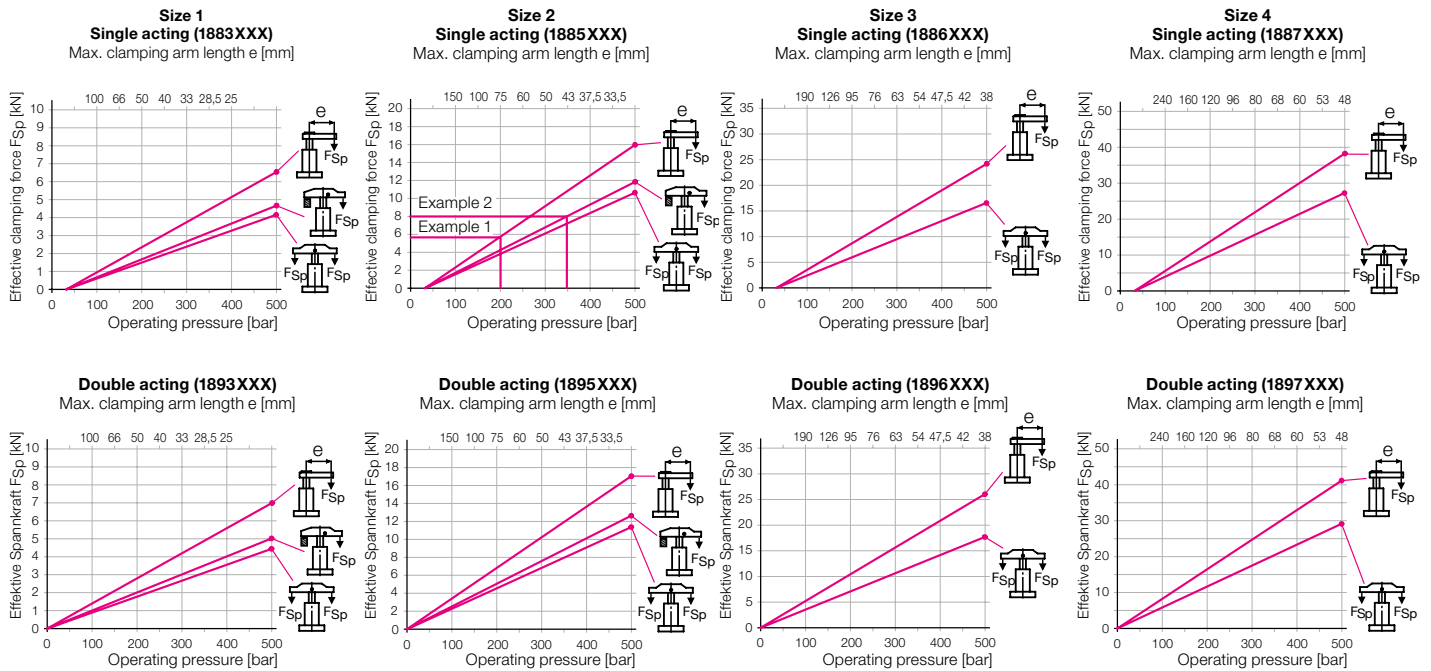 Size 1
Single acting (1883XXX)
Max. clamping arm length e [mm]
100 66 50 40 33 28,5 25
Effective clamping force FSp [kN]
10
9
8
7
6
5
4
3
2
1
0
e
FSp
FSp
FSp FSp
0 100 200 300 400 500
Operating pressure [bar]
Size 2
Single acting (1885XXX)
Max. clamping arm length e [mm]
150 100 75 60 50 43 37,5 33,5
Effective clamping force FSp [kN]
20
18
16
14
12
10
8
6
4
2
0
Example 2
Example 1
e
FSp
FSp
FSp FSp
0 100 200 300 400 500
Operating pressure [bar]
Size 3
Single acting (1886XXX)
Max. clamping arm length e [mm]
190 126 95 76 63 54 47,5 42 38
Effective clamping force FSp [kN]
35
30
25
20
15
10
5
0
e
FSp
FSp FSp
0 100 200 300 400 500
Operating pressure [bar]
Size 4
Single acting (1887XXX)
Max. clamping arm length e [mm]
240 160 120 96 80 68 60 53 48
Effective clamping force FSp [kN]
50
40
30
20
10
0
e
FSp
FSp FSp
0 100 200 300 400 500
Operating pressure [bar]
Double acting (1893XXX)
Max. clamping arm length e [mm]
100 66 50 40 33 28,5 25
Effektive Spannkraft FSp [kN]
10
9
8
7
6
5
4
3
2
1
0
e
FSp
FSp
FSp FSp
0 100 200 300 400 500
Operating pressure [bar]
Double acting (1895XXX)
Max. clamping arm length e [mm]
150 100 75 60 50 43 37,5 33,5
Effektive Spannkraft FSp [kN]
20
18
16
14
12
10
8
6
4
2
0
e
FSp
FSp
FSp FSp
0 100 200 300 400 500
Operating pressure [bar]
Double acting (1896XXX)
Max. clamping arm length e [mm]
190 126 95 76 63 54 47,5 42 38
Effektive Spannkraft FSp [kN]
35
30
25
20
15
10
5
0
e
FSp
FSp FSp
0 100 200 300 400 500
Operating pressure [bar]
Double acting (1897XXX)
Max. clamping arm length e [mm]
240 160 120 96 80 68 60 53 48
Effektive Spannkraft FSp [kN]
50
40
30
20
10
0
e
FSp
FSp FSp
0 100 200 300 400 500
Operating pressure [bar]